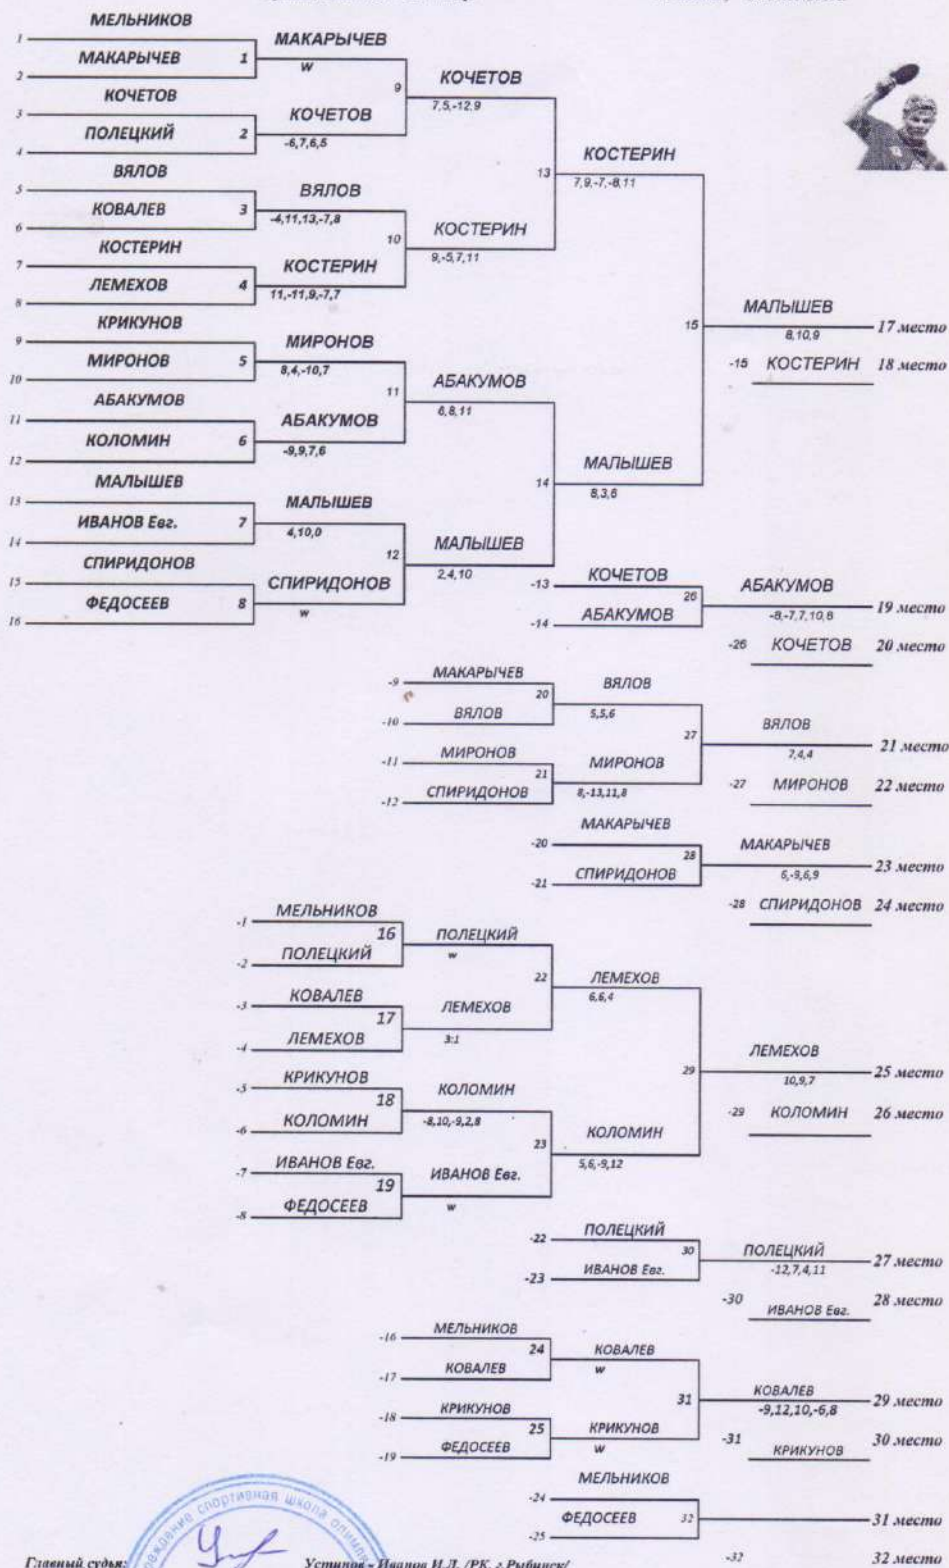 МЕЛЬНИКОВ
1
МАКАРЫЧЕВ 1
2
КОЧЕТОВ
3
ПОЛЕЦКИЙ 2
4
ВЯЛОВ
5
КОВАЛЕВ 3
6
КОСТЕРИН
7
ЛЕМЕХОВ 4
8
КРИКУНОВ
9
МИРОНОВ 5
10
АБАКУМОВ
11
КОЛОМИН 6
12
МАЛЫШЕВ
13
ИВАНОВ Евг. 7
14
СПИРИДОНОВ
15
ФЕДОСЕЕВ 8
16
МАКАРЫЧЕВ
w
9
КОЧЕТОВ
-6,7,6,5
ВЯЛОВ
-4,11,13,-7,8
10
КОСТЕРИН
11,-11,9,-7,7
МИРОНОВ
8,4,-10,7
11
АБАКУМОВ
-9,9,7,6
МАЛЫШЕВ
4,10,0
12
СПИРИДОНОВ
w
КОЧЕТОВ
7,5,-12,9
13
КОСТЕРИН
9,-5,7,11
АБАКУМОВ
6,8,11
14
МАЛЫШЕВ
2,4,10
КОСТЕРИН
7,9,-7,-8,11
15
МАЛЫШЕВ
8,3,6
МАЛЫШЕВ
8,10,9
17 место
-15 КОСТЕРИН 18 место
-13 КОЧЕТОВ
26
-14 АБАКУМОВ
АБАКУМОВ
-8,-7,7,10,8
19 место
-26 КОЧЕТОВ 20 место
-9 МАКАРЫЧЕВ
20
-10 ВЯЛОВ
ВЯЛОВ
5,5,6
27
-11 МИРОНОВ
21
-12 СПИРИДОНОВ
МИРОНОВ
8,-13,11,8
ВЯЛОВ
7,4,4
21 место
-27 МИРОНОВ 22 место
МАКАРЫЧЕВ
-20
28
СПИРИДОНОВ
-21
МАКАРЫЧЕВ
6,-9,6,9
23 место
-28 СПИРИДОНОВ 24 место
МЕЛЬНИКОВ
-1
16
ПОЛЕЦКИЙ
-2
КОВАЛЕВ
-3
17
ЛЕМЕХОВ
-4
КРИКУНОВ
-5
18
КОЛОМИН
-6
ИВАНОВ Евг.
-7
19
ФЕДОСЕЕВ
-8
ПОЛЕЦКИЙ
w
22
ЛЕМЕХОВ
3:1
КОЛОМИН
-8,10,-9,2,8
23
ИВАНОВ Евг.
w
ЛЕМЕХОВ
6,6,4
29
КОЛОМИН
5,6,-9,12
ЛЕМЕХОВ
10,9,7
25 место
-29 КОЛОМИН 26 место
-22 ПОЛЕЦКИЙ
30
-23 ИВАНОВ Евг.
ПОЛЕЦКИЙ
-12,7,4,11
27 место
-30 ИВАНОВ Евг. 28 место
-16 МЕЛЬНИКОВ
24
-17 КОВАЛЕВ
КОВАЛЕВ
w
31
-18 КРИКУНОВ
25
-19 ФЕДОСЕЕВ
КРИКУНОВ
w
КОВАЛЕВ
-9,12,10,-6,8
29 место
-31 КРИКУНОВ 30 место
МЕЛЬНИКОВ
-24
ФЕДОСЕЕВ 32 31 место
-25
-32 32 место
спортивная школа
Главный судья: Устинов - Иванов И.Л. /РК, г.Рыбинск/